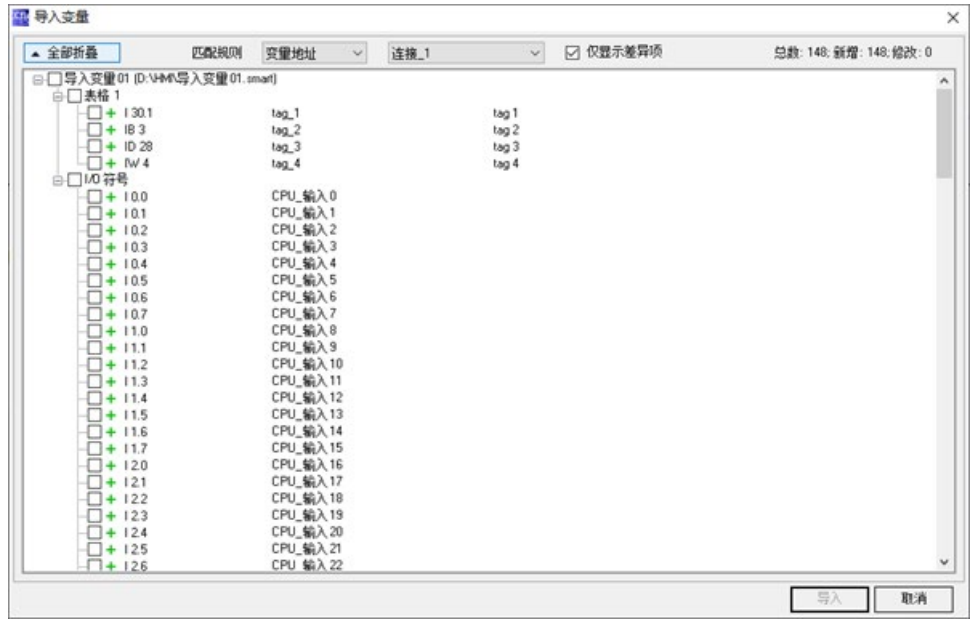 导入变量
全部折叠 匹配规则 变量地址 连接_1 仅显示差异项 总数: 148; 新增: 148; 修改: 0
导入变量01 (D:\HMI\导入变量01.smart)
表格 1
I 30.1 tag_1 tag 1
IB 3 tag_2 tag 2
ID 28 tag_3 tag 3
IW 4 tag_4 tag 4
I/O 符号
I 0.0 CPU_输入 0
I 0.1 CPU_输入 1
I 0.2 CPU_输入 2
I 0.3 CPU_输入 3
I 0.4 CPU_输入 4
I 0.5 CPU_输入 5
I 0.6 CPU_输入 6
I 0.7 CPU_输入 7
I 1.0 CPU_输入 8
I 1.1 CPU_输入 9
I 1.2 CPU_输入 10
I 1.3 CPU_输入 11
I 1.4 CPU_输入 12
I 1.5 CPU_输入 13
I 1.6 CPU_输入 14
I 1.7 CPU_输入 15
I 2.0 CPU_输入 16
I 2.1 CPU_输入 17
I 2.2 CPU_输入 18
I 2.3 CPU_输入 19
I 2.4 CPU_输入 20
I 2.5 CPU_输入 21
I 2.6 CPU_输入 22
导入 取消